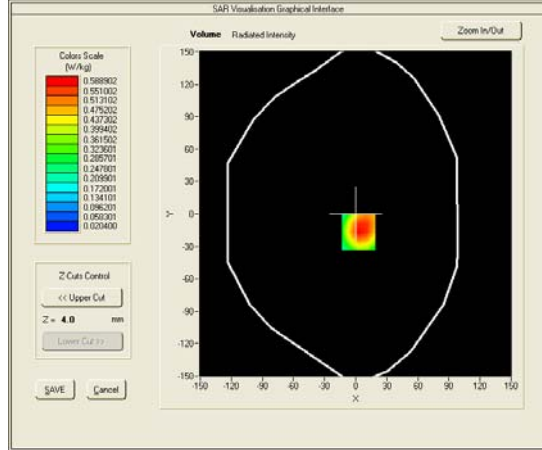 SAR Visualisation Graphical Interface
Volume Radiated Intensity
Zoom In/Out
Colors Scale
(W/kg)
0.588902
0.551002
0.513102
0.475202
0.437302
0.399402
0.361502
0.323601
0.285701
0.247801
0.209901
0.172001
0.134101
0.096201
0.058301
0.020400
150
120
90
60
30
0
-30
-60
-90
-120
-150
Y
-150 -120 -90 -60 -30 0 30 60 90 120 150
X
Z-Cuts Control
<< Upper Cut
Z = 4.0 mm
Lower Cut >>
SAVE Cancel